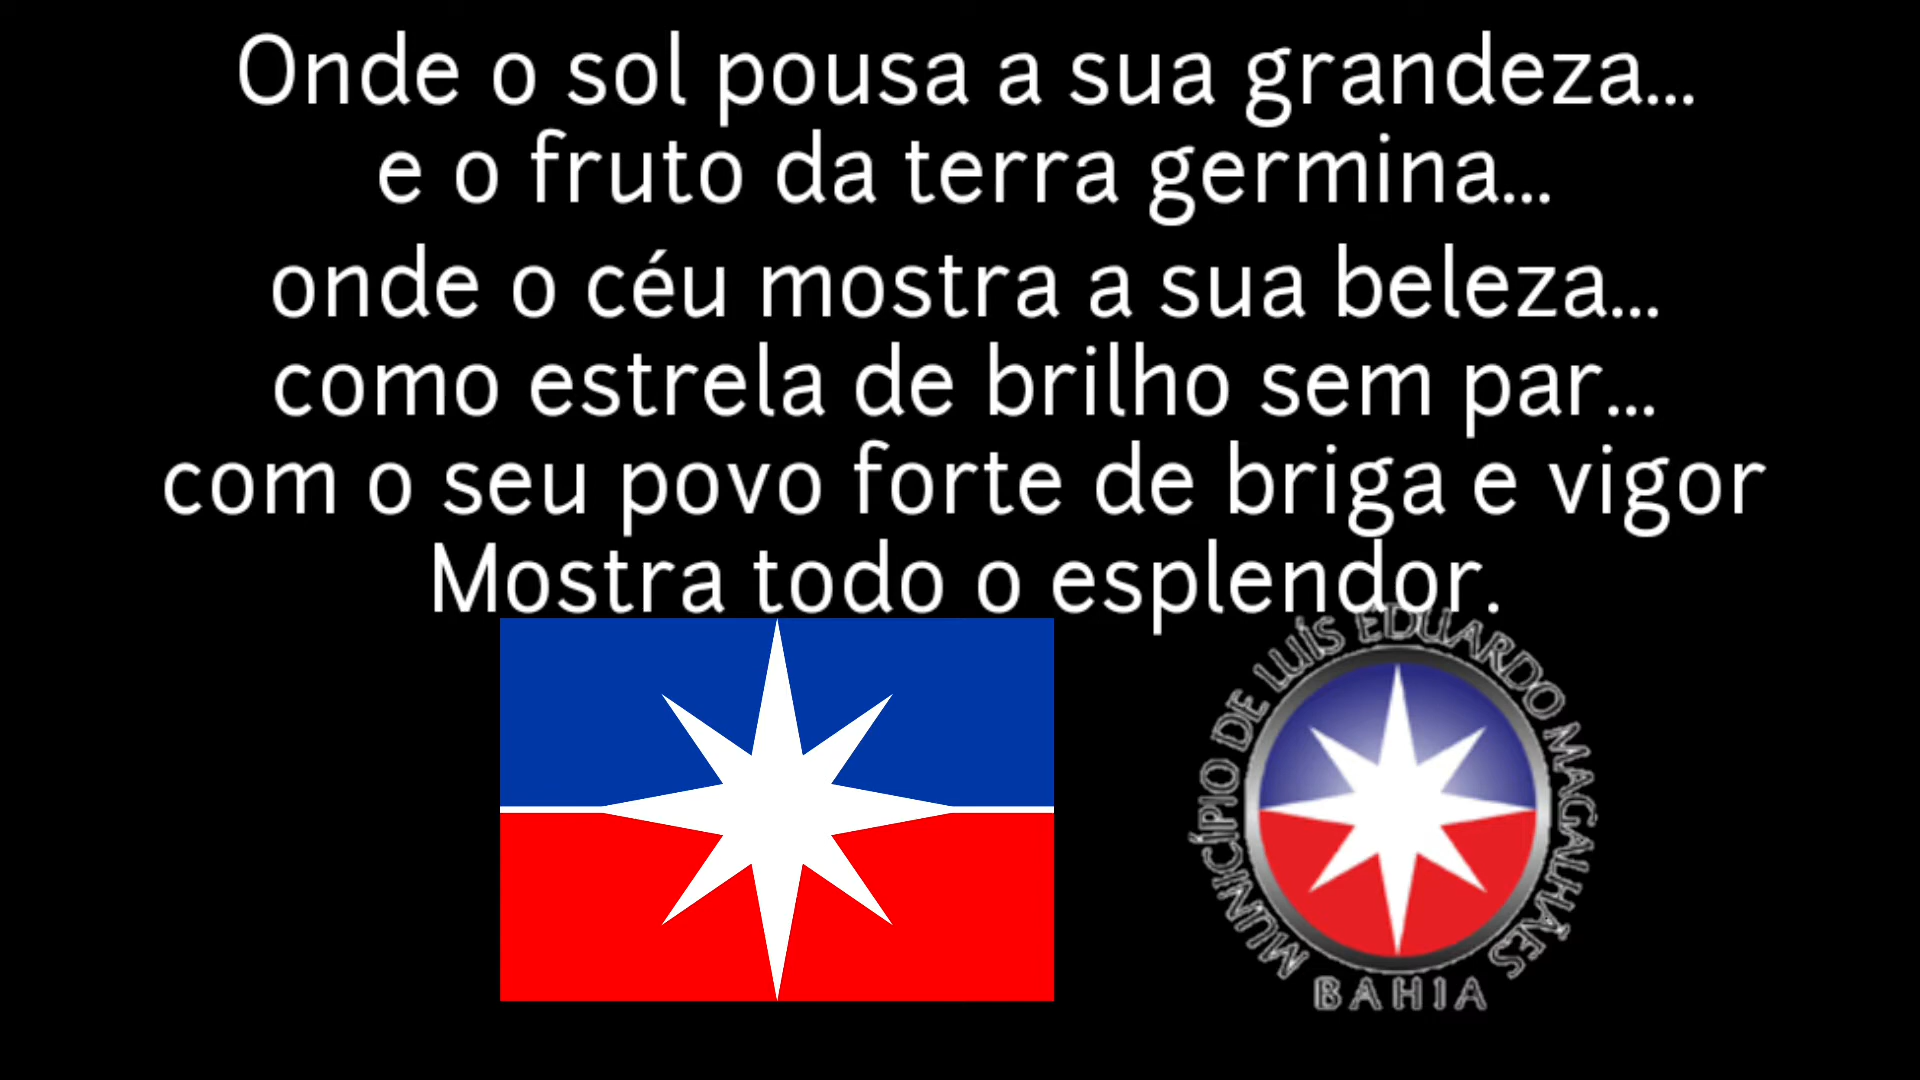 Onde o sol pousa a sua grandeza...
e o fruto da terra germina...
onde o céu mostra a sua beleza...
como estrela de brilho sem par...
com o seu povo forte de briga e vigor
Mostra todo o esplendor.
MUNICÍPIO DE LUÍS EDUARDO MAGALHÃES
BAHIA